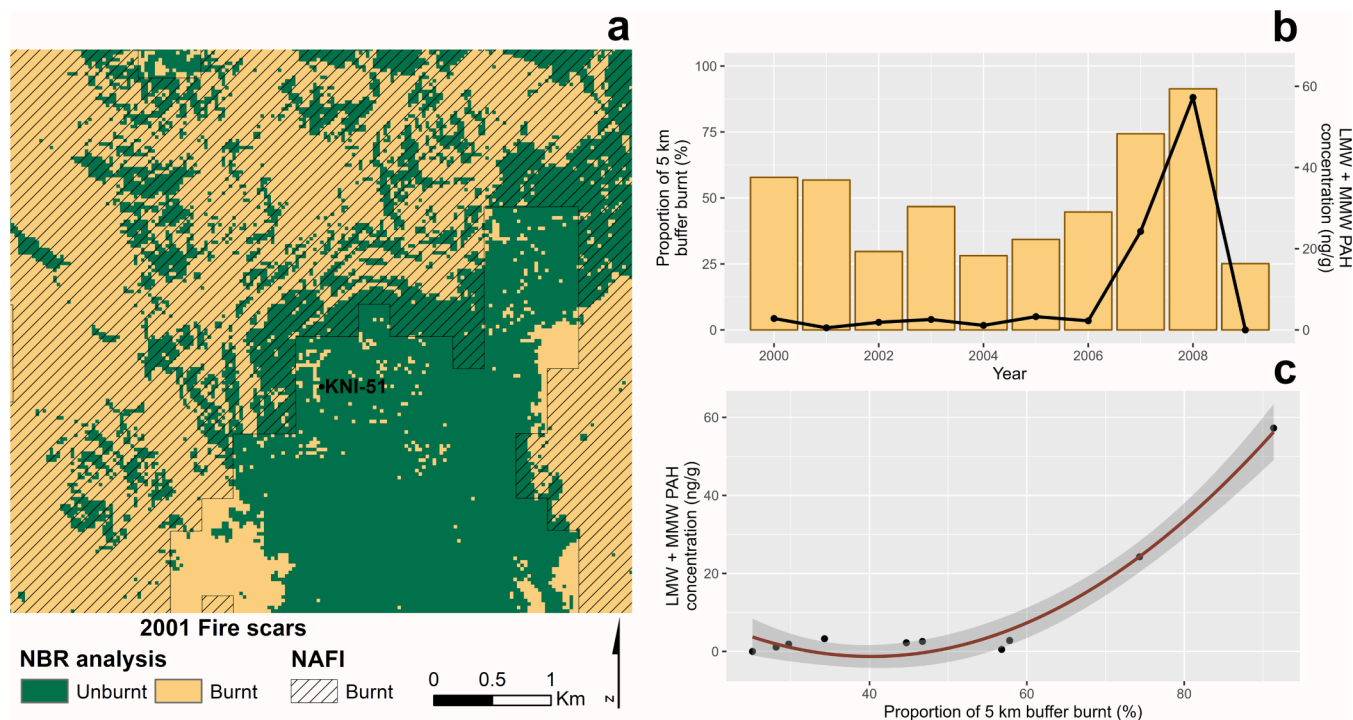 a
KNI-51
2001 Fire scars
NBR analysis
NAFI
Unburnt
Burnt
Burnt
0 0.5 1
Km
z
b
100
75
50
25
0
Proportion of 5 km
buffer burnt (%)
60
40
20
0
LMW + MMW PAH
concentration (ng/g)
2000 2002 2004 2006 2008
Year
c
60
40
20
0
LMW + MMW PAH
concentration (ng/g)
40 60 80
Proportion of 5 km buffer burnt (%)